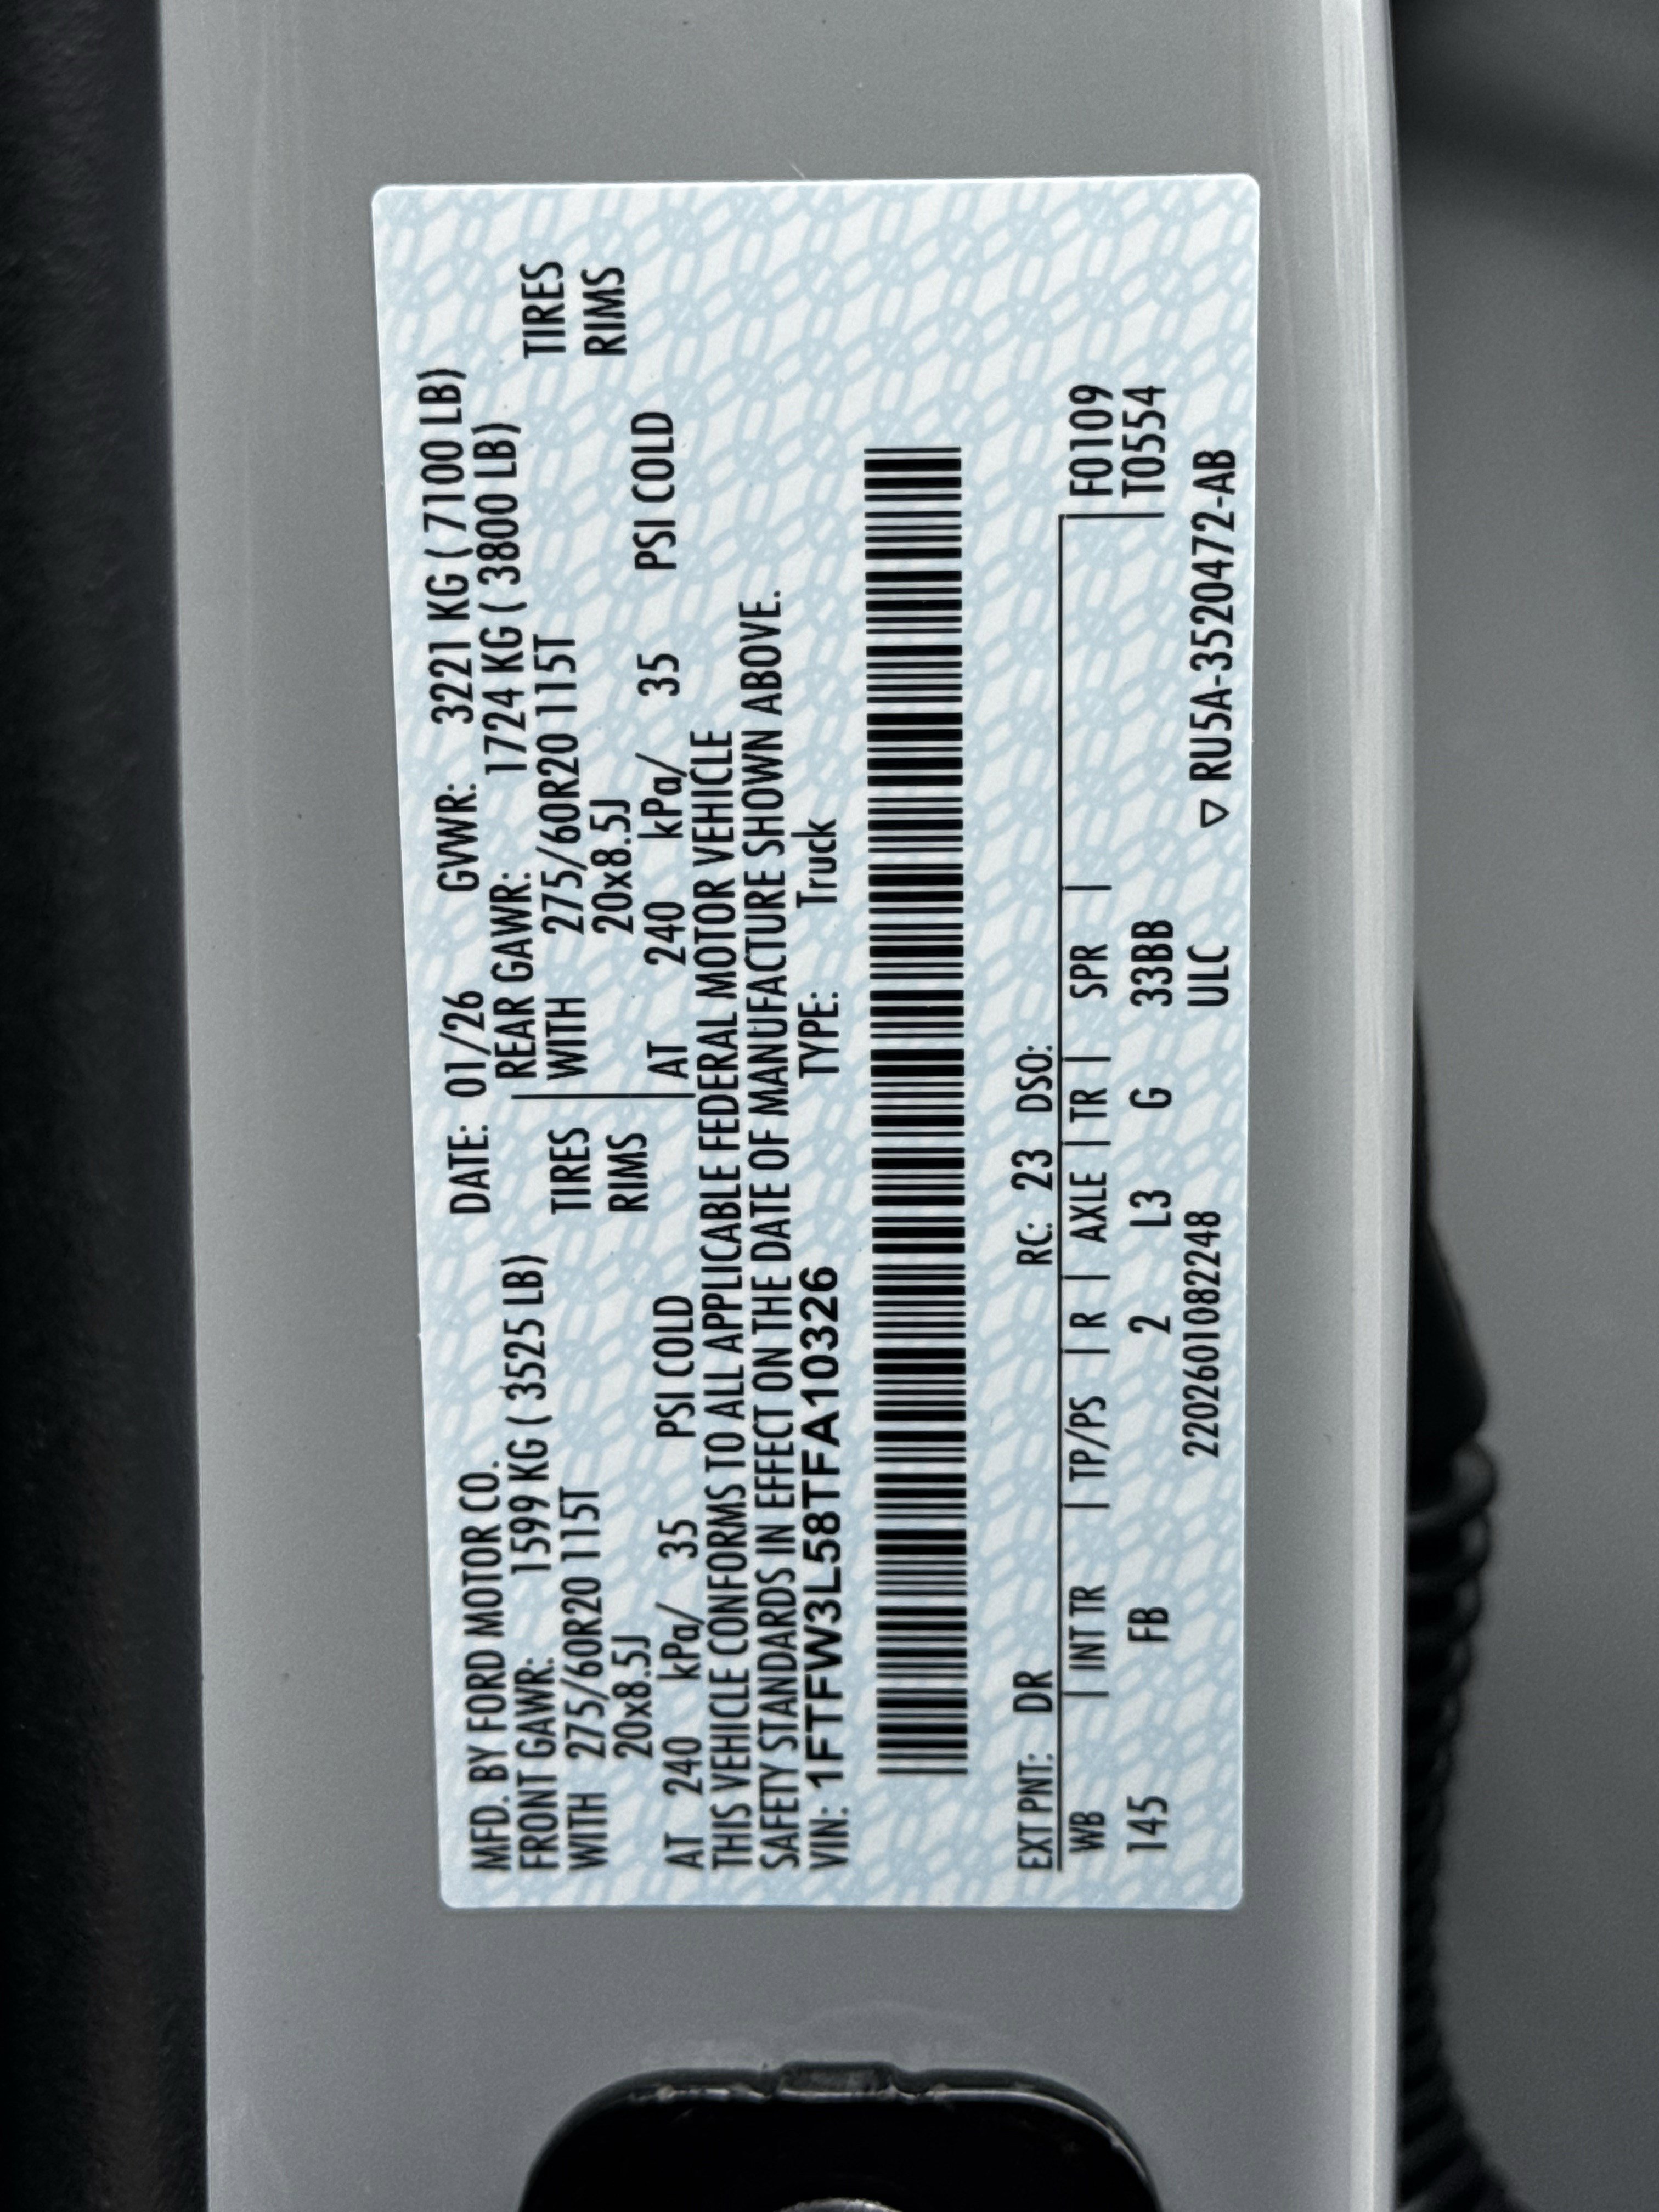 MFD. BY FORD MOTOR CO. DATE: 01/26 GVWR: 3221 KG ( 7100 LB)
FRONT GAWR: 1599 KG ( 3525 LB) REAR GAWR: 1724 KG ( 3800 LB)
WITH 275/60R20 115T TIRES WITH 275/60R20 115T TIRES
20x8.5J RIMS 20x8.5J RIMS
AT 240 kPa/ 35 PSI COLD AT 240 kPa/ 35 PSI COLD
THIS VEHICLE CONFORMS TO ALL APPLICABLE FEDERAL MOTOR VEHICLE
SAFETY STANDARDS IN EFFECT ON THE DATE OF MANUFACTURE SHOWN ABOVE.
VIN: 1FTFW3L58TFA10326 TYPE: Truck
EXT PNT: DR RC: 23 DSO:
WB | INT TR | TP/PS | R | AXLE | TR | SPR | F0109
145 FB 2 L3 G 33BB T0554
2202601082248 ULC ▽ RU5A-3520472-AB